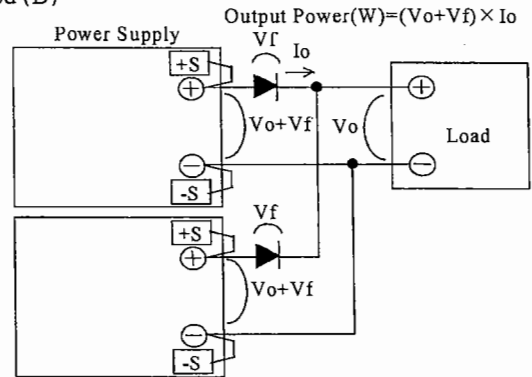 Output Power(W)=(Vo+Vf)×Io
Power Supply
Vf
Io
+S
+
Vo+Vf
Vo
+
Load
−
−
-S
Vf
+S
+
Vo+Vf
−
-S